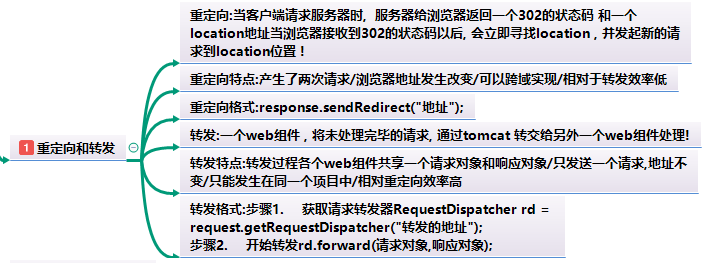 重定向:当客户端请求服务器时, 服务器给浏览器返回一个302的状态码 和一个
location地址当浏览器接收到302的状态码以后, 会立即寻找location , 并发起新的请
求到location位置 !
重定向特点:产生了两次请求/浏览器地址发生改变/可以跨域实现/相对于转发效率低
重定向格式:response.sendRedirect("地址");
1 重定向和转发
转发:一个web组件 , 将未处理完毕的请求, 通过tomcat 转交给另外一个web组件处理!
转发特点:转发过程各个web组件共享一个请求对象和响应对象/只发送一个请求,地址不
变/只能发生在同一个项目中/相对重定向效率高
转发格式:步骤1. 获取请求转发器RequestDispatcher rd =
request.getRequestDispatcher("转发的地址");
步骤2. 开始转发rd.forward(请求对象,响应对象);